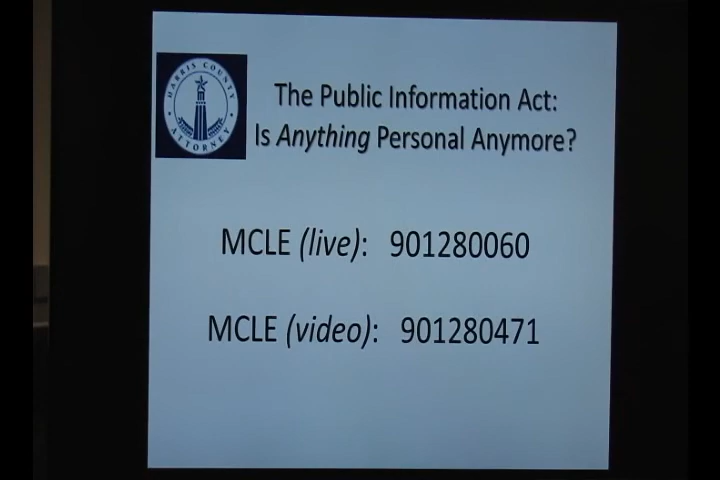 HARRIS COUNTY
ATTORNEY
The Public Information Act:
Is Anything Personal Anymore?
MCLE (live): 901280060
MCLE (video): 901280471